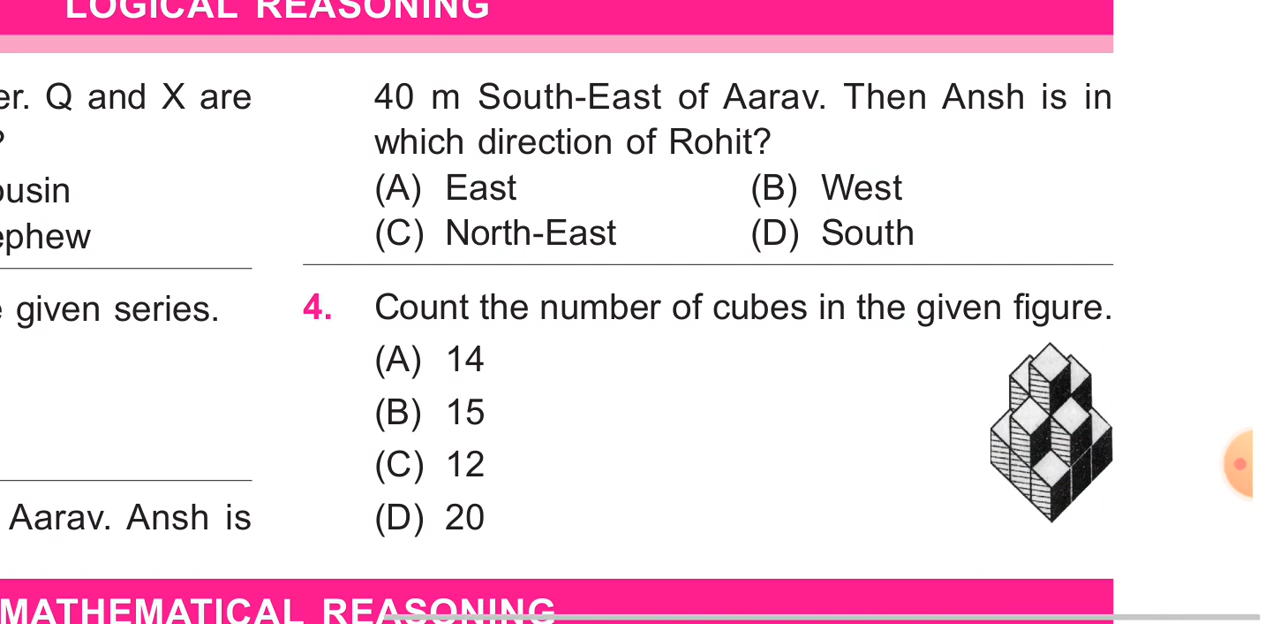 LOGICAL REASONING
er. Q and X are
?
ousin
ephew
e given series.
Aarav. Ansh is
40 m South-East of Aarav. Then Ansh is in
which direction of Rohit?
(A) East (B) West
(C) North-East (D) South
4. Count the number of cubes in the given figure.
(A) 14
(B) 15
(C) 12
(D) 20
MATHEMATICAL REASONING